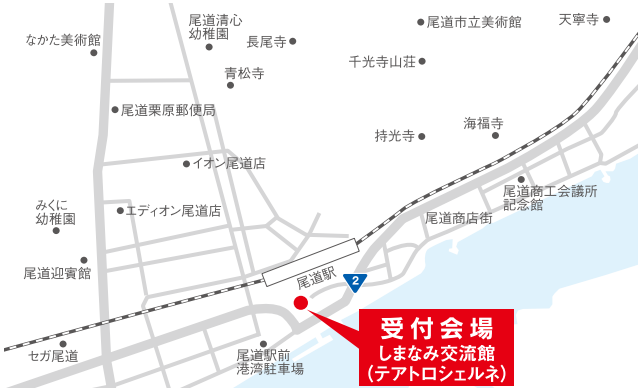 尾道清心
幼稚園
尾道市立美術館
天寧寺
なかた美術館
長尾寺
千光寺山荘
青松寺
尾道栗原郵便局
海福寺
持光寺
イオン尾道店
尾道商工会議所
記念館
みくに
幼稚園
エディオン尾道店
尾道商店街
尾道迎賓館
尾道駅
2
受付会場
しまなみ交流館
(テアトロシェルネ)
セガ尾道
尾道駅前
港湾駐車場